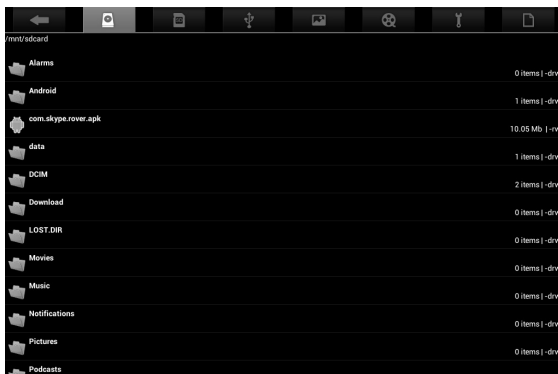 /mnt/sdcard
Alarms
0 items | -drv
Android
1 items | -drv
com.skype.rover.apk
10.05 Mb | -rv
data
1 items | -drv
DCIM
2 items | -drv
Download
0 items | -drv
LOST.DIR
0 items | -drv
Movies
0 items | -drv
Music
0 items | -drv
Notifications
0 items | -drv
Pictures
0 items | -drv
Podcasts